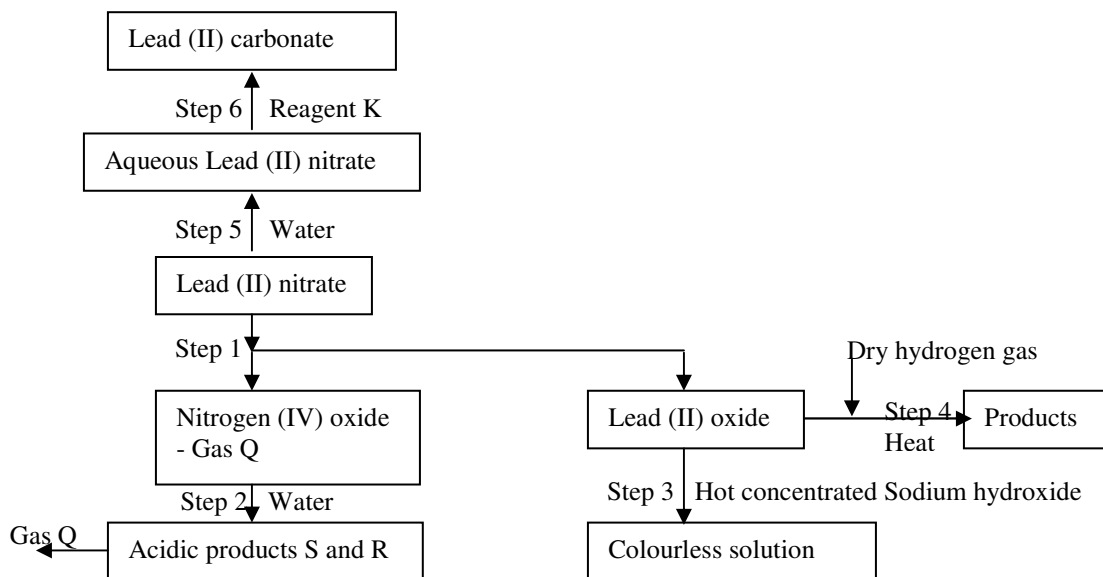 Lead (II) carbonate
Step 6 Reagent K
Aqueous Lead (II) nitrate
Step 5 Water
Lead (II) nitrate
Step 1
Dry hydrogen gas
Nitrogen (IV) oxide
- Gas Q
Lead (II) oxide
Step 4
Heat
Products
Step 2 Water
Step 3 Hot concentrated Sodium hydroxide
Gas Q
Acidic products S and R
Colourless solution